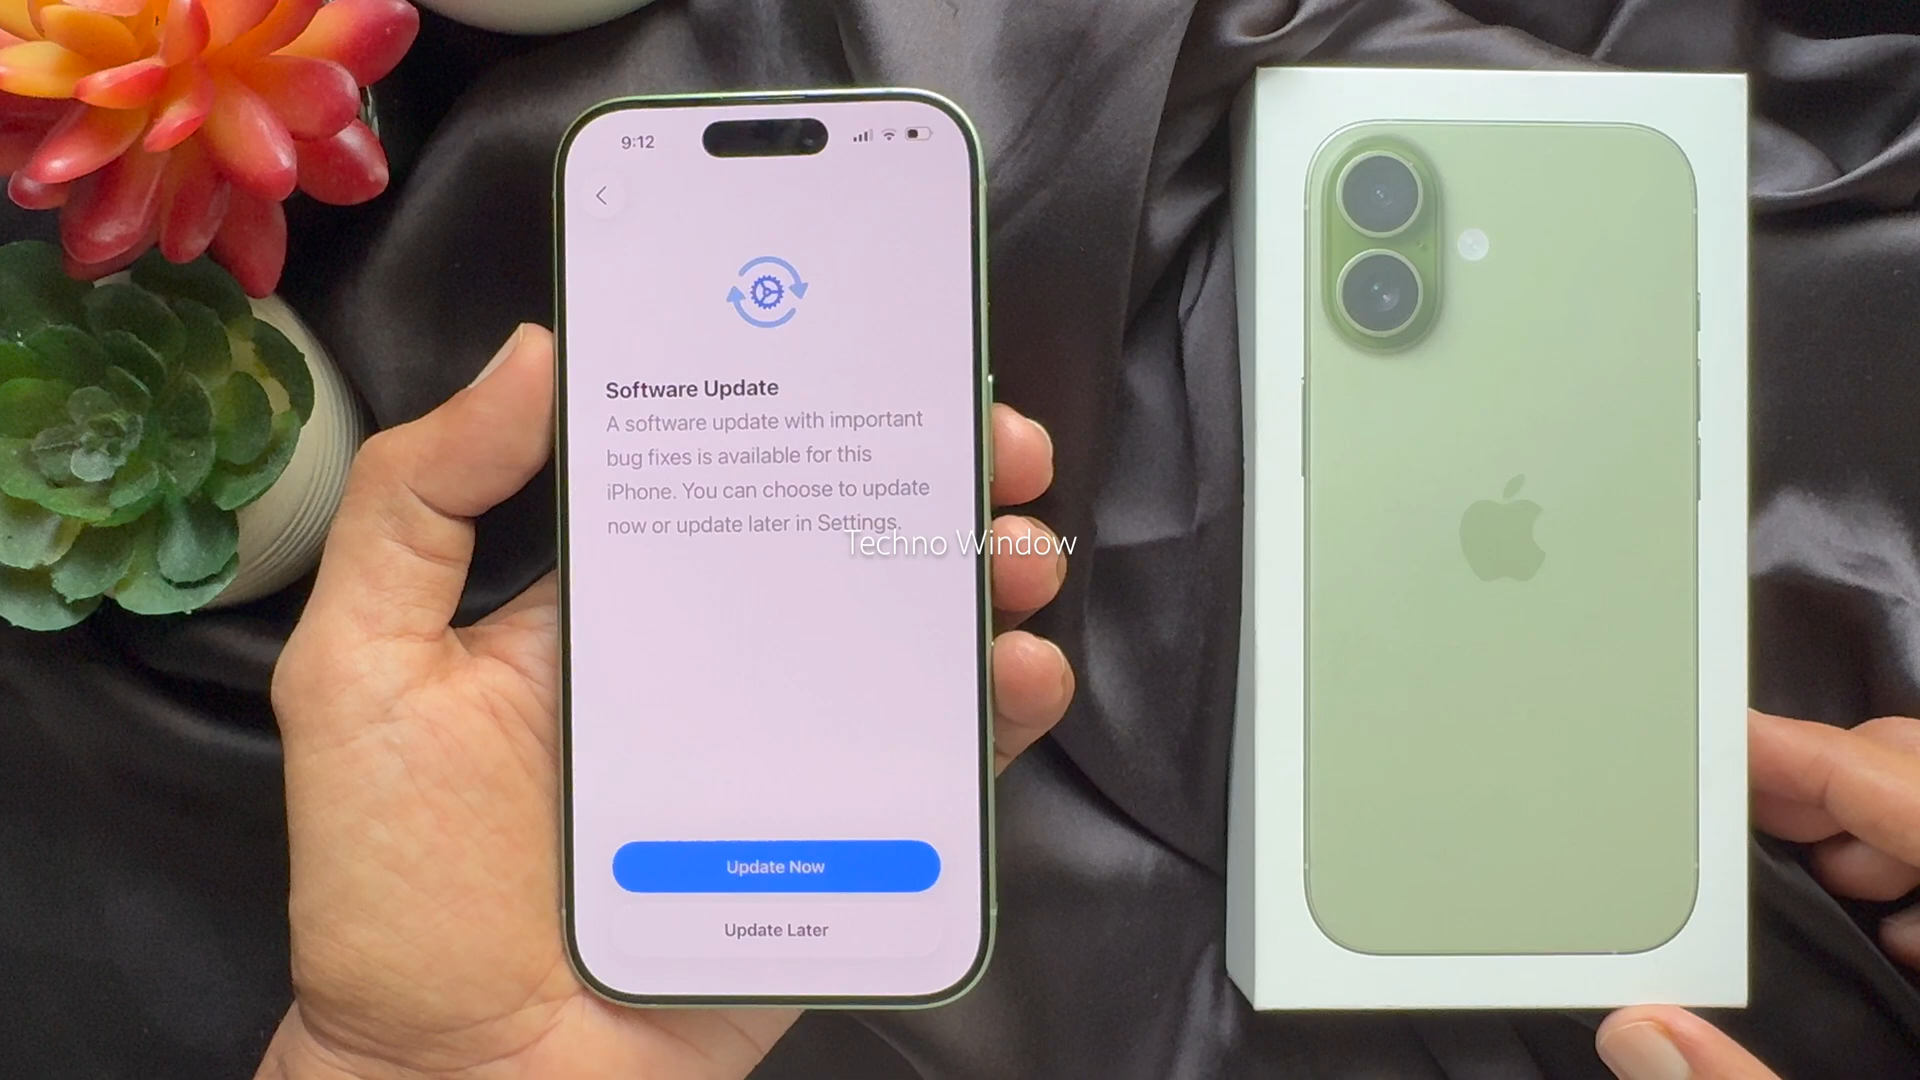 9:12
Software Update
A software update with important
bug fixes is available for this
iPhone. You can choose to update
now or update later in Settings.
Techno Window
Update Now
Update Later